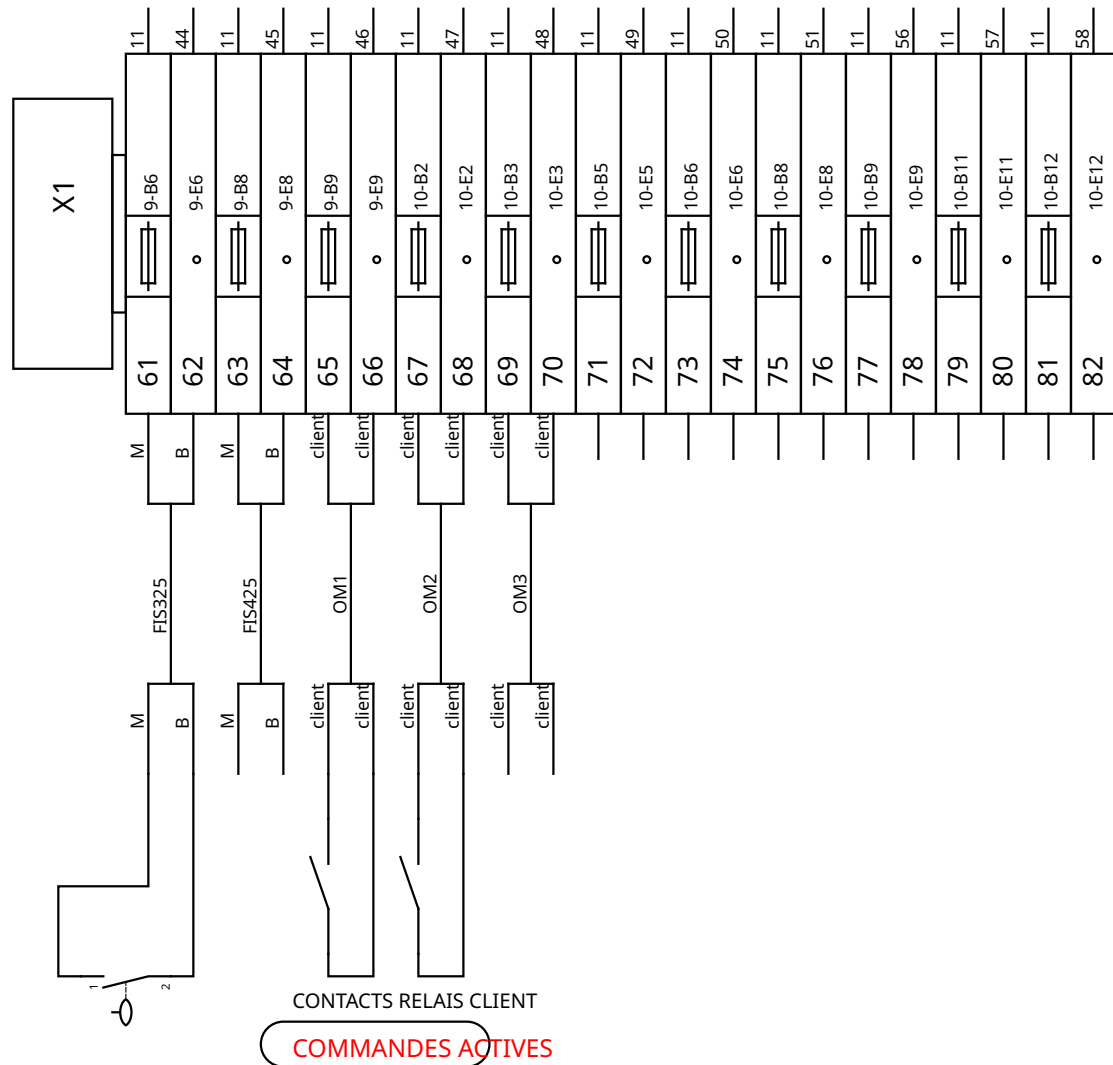 11 44 11 45 11 46 11 47 11 48 11 49 11 50 11 51 11 56 11 57 11 58
X1
9-B6 9-E6 9-B8 9-E8 9-B9 9-E9 10-B2 10-E2 10-B3 10-E3 10-B5 10-E5 10-B6 10-E6 10-B8 10-E8 10-B9 10-E9 10-B11 10-E11 10-B12 10-E12
61 62 63 64 65 66 67 68 69 70 71 72 73 74 75 76 77 78 79 80 81 82
M B M B client client client client client client
FIS325 FIS425 OM1 OM2 OM3
M B M B client client client client client client
1 2
CONTACTS RELAIS CLIENT
COMMANDES ACTIVES